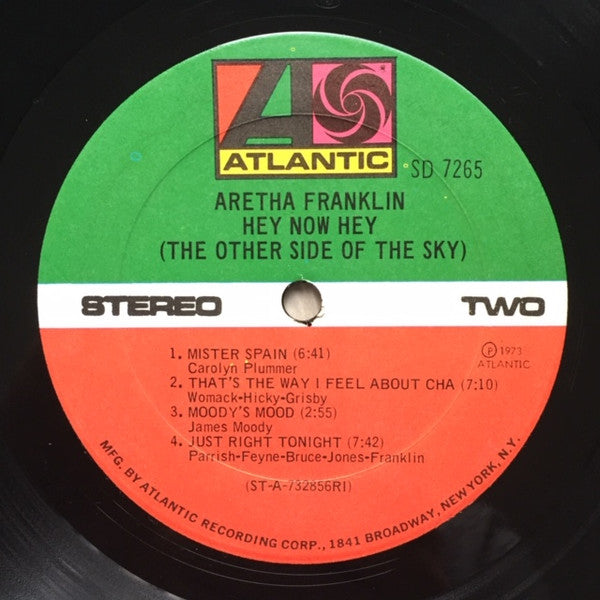 ATLANTIC
SD 7265
ARETHA FRANKLIN
HEY NOW HEY
(THE OTHER SIDE OF THE SKY)
STEREO TWO
1. MISTER SPAIN (6:41)
Carolyn Plummer
2. THAT'S THE WAY I FEEL ABOUT CHA (7:10)
Womack-Hicky-Grisby
3. MOODY'S MOOD (2:55)
James Moody
4. JUST RIGHT TONIGHT (7:42)
Parrish-Feyne-Bruce-Jones-Franklin
(ST-A-732856RI)
℗ 1973
ATLANTIC
MFG. BY ATLANTIC RECORDING CORP., 1841 BROADWAY, NEW YORK, N.Y.